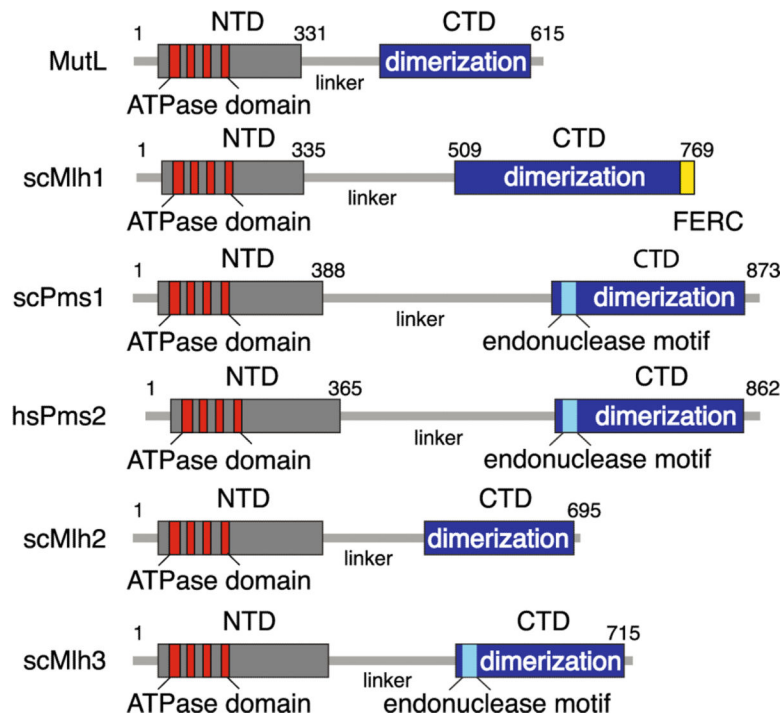 NTD CTD
1 331 615
MutL dimerization
linker
ATPase domain
NTD CTD
1 335 509 769
scMlh1 dimerization
linker
ATPase domain FERC
NTD CTD
1 388 873
scPms1 dimerization
linker
ATPase domain endonuclease motif
NTD CTD
1 365 862
hsPms2 dimerization
linker
ATPase domain endonuclease motif
NTD CTD
1 695
scMlh2 dimerization
linker
ATPase domain
NTD CTD
1 715
scMlh3 dimerization
linker
ATPase domain endonuclease motif